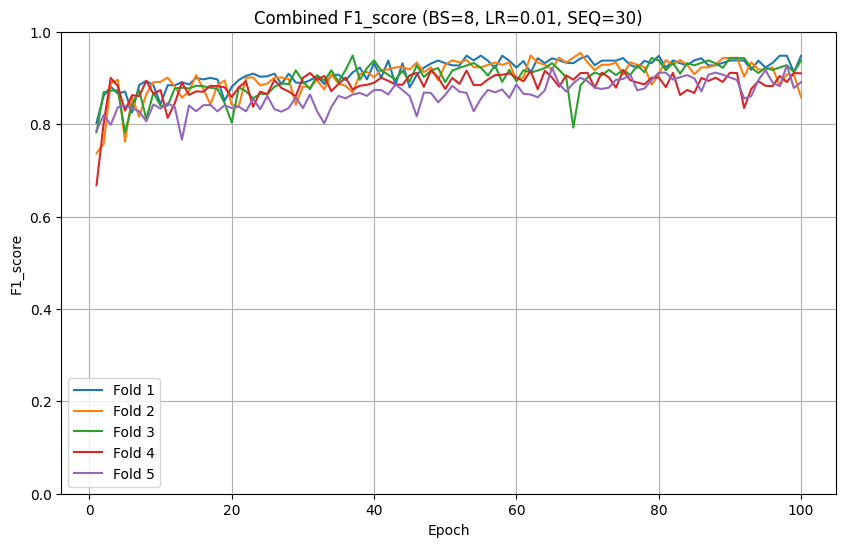 Combined F1_score (BS=8, LR=0.01, SEQ=30)
1.0
0.8
0.6
0.4
0.2
0.0
F1_score
Fold 1
Fold 2
Fold 3
Fold 4
Fold 5
0 20 40 60 80 100
Epoch